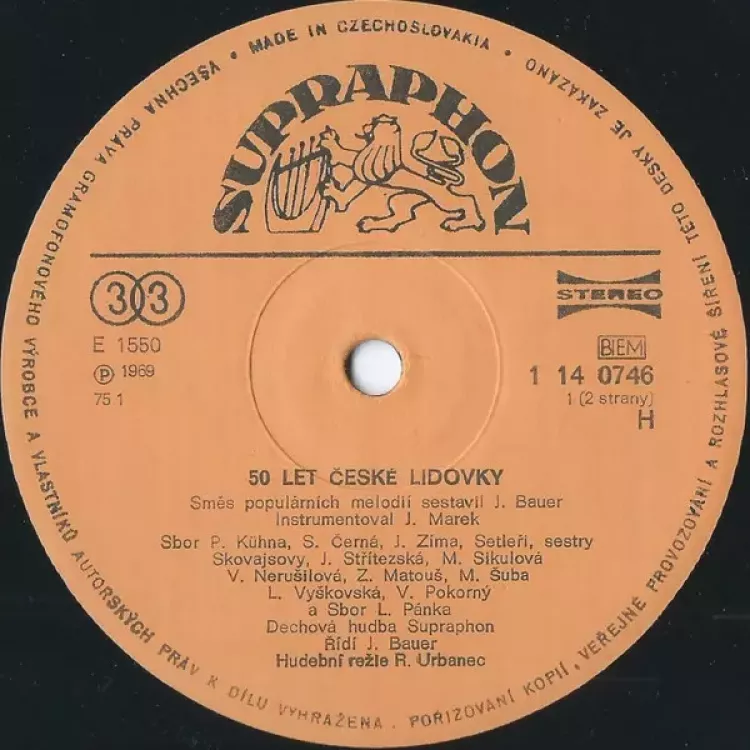 VŠECHNA PRÁVA GRAMOFONOVÉHO VÝROBCE A VLASTNÍKŮ AUTORSKÝCH PRÁV K DÍLU VYHRAŽENA. POŘIZOVÁNÍ KOPIÍ, VEŘEJNÉ PROVOZOVÁNÍ A ROZHLASOVÉ ŠÍŘENÍ TÉTO DESKY JE ZAKÁZÁNO • MADE IN CZECHOSLOVAKIA •
SUPRAPHON
33
STEREO
E 1550
BIEM
℗ 1969
1 14 0746
75 1
1 (2 strany)
H
50 LET ČESKÉ LIDOVKY
Směs populárních melodií sestavil J. Bauer
Instrumentoval J. Marek
Sbor P. Kühna, S. Černá, J. Zíma, Setleři, sestry
Skovajsovy, J. Střítezská, M. Sikulová
V. Nerušilová, Z. Matouš, M. Šuba
L. Vyškovská, V. Pokorný
a Sbor L. Pánka
Dechová hudba Supraphon
Řídí J. Bauer
Hudební režie R. Urbanec